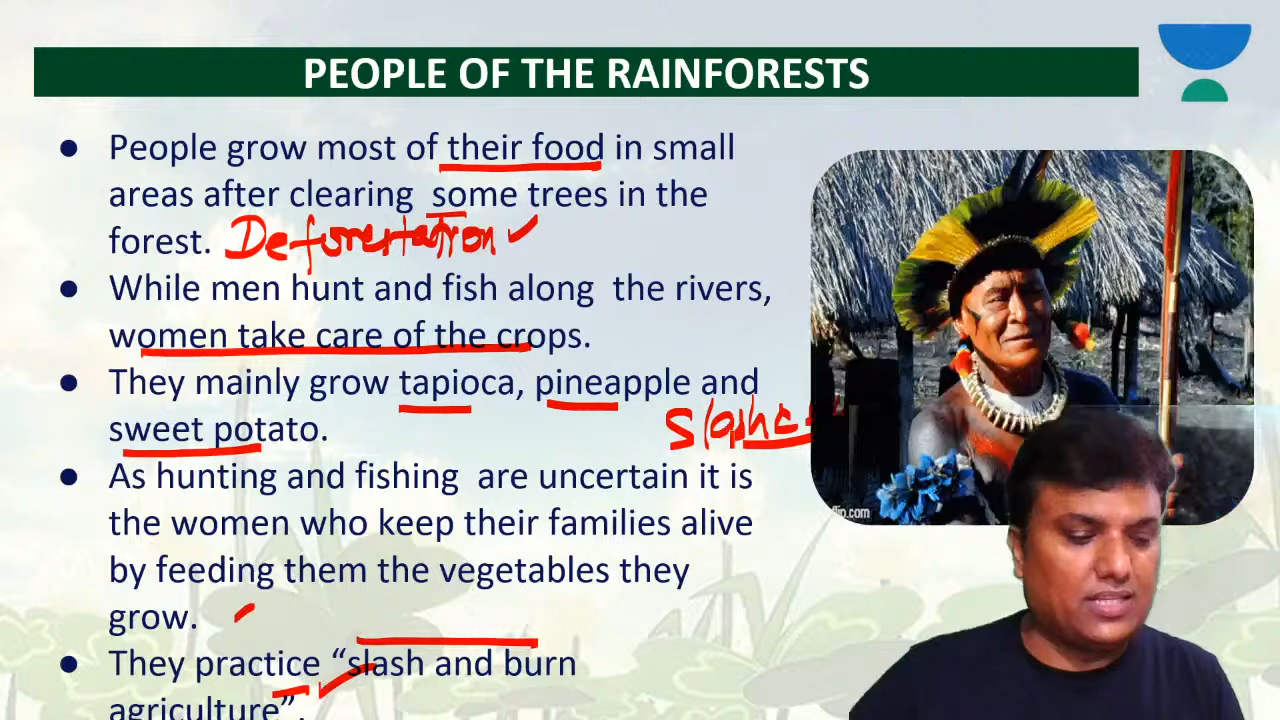 PEOPLE OF THE RAINFORESTS
● People grow most of their food in small
areas after clearing some trees in the
forest. Deforestation ✓
● While men hunt and fish along the rivers,
women take care of the crops.
● They mainly grow tapioca, pineapple and
sweet potato.
Slash &
● As hunting and fishing are uncertain it is
the women who keep their families alive
by feeding them the vegetables they
grow.
● They practice “slash and burn
agriculture”.
flip.com